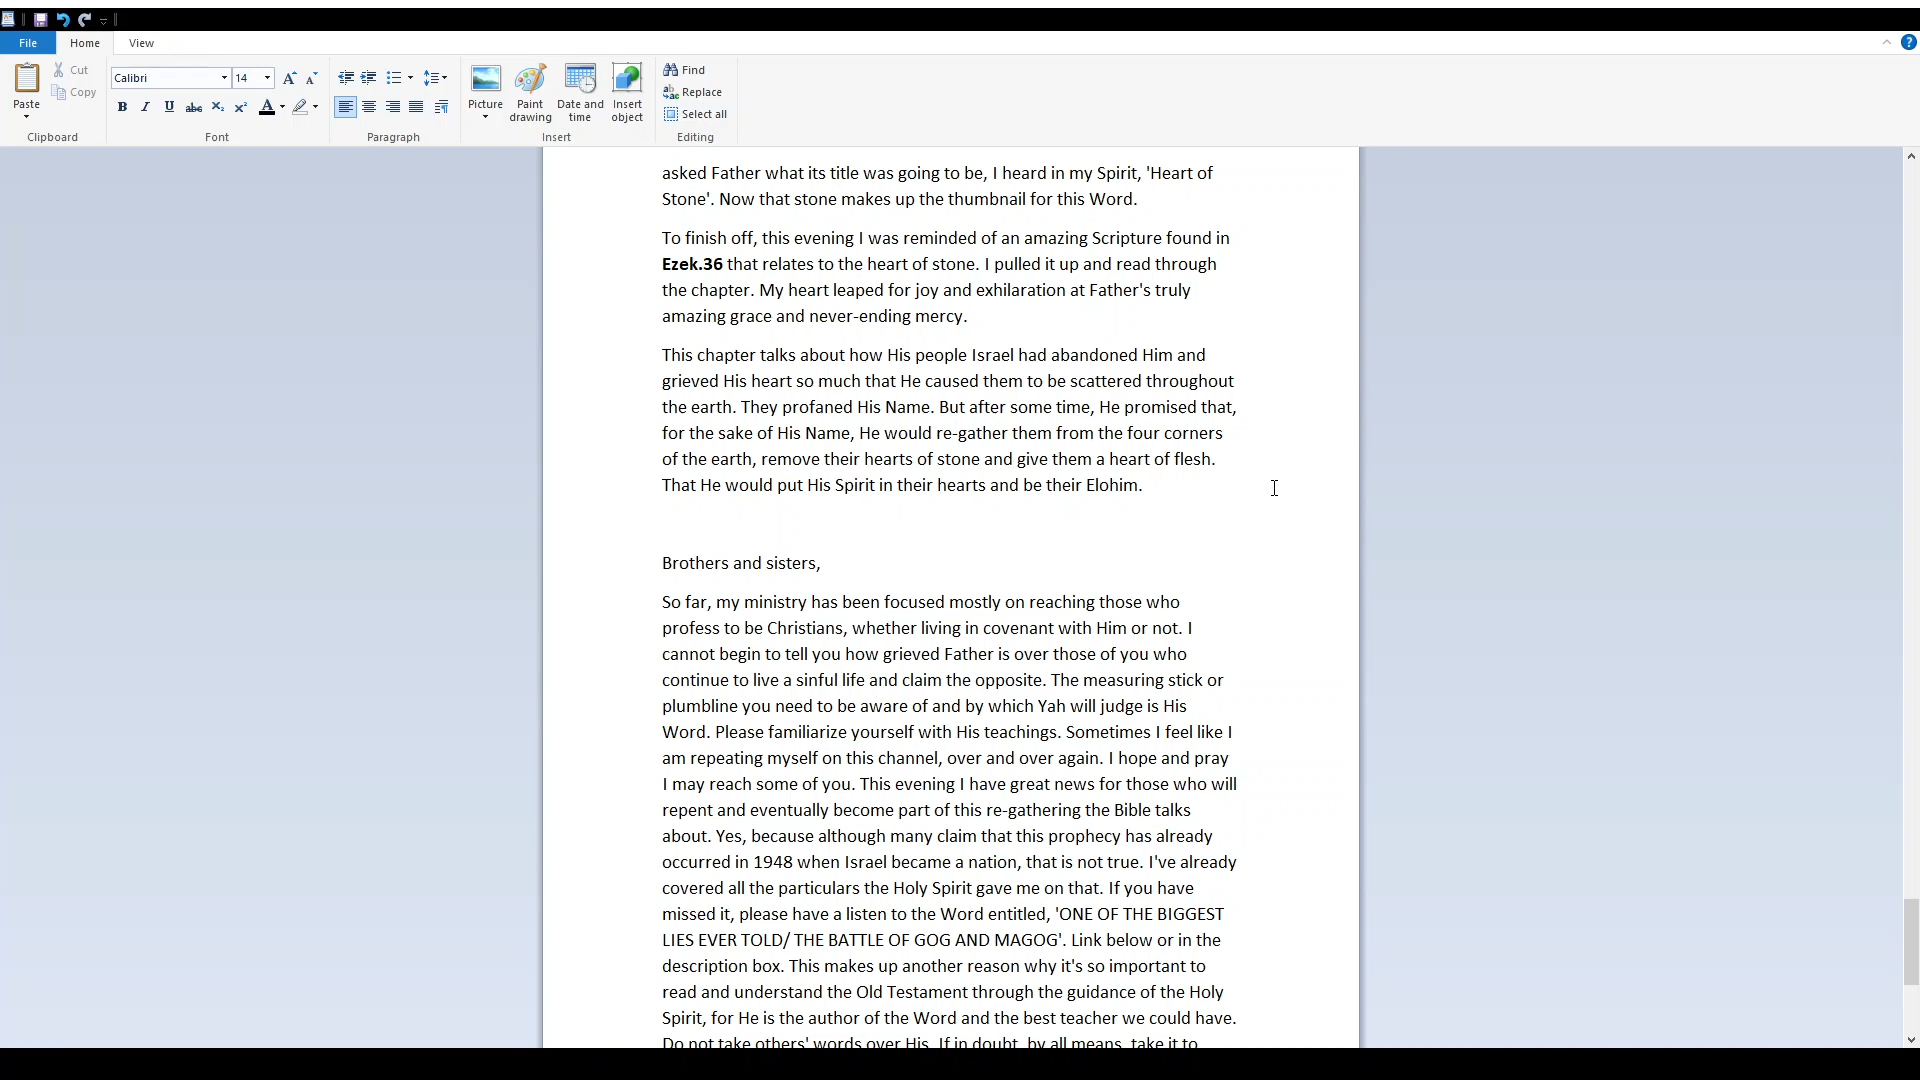 File
Home
View
Paste
Cut
Copy
Clipboard
Calibri
14
Font
Paragraph
Picture
Paint
drawing
Date and
time
Insert
object
Insert
Find
Replace
Select all
Editing
asked Father what its title was going to be, I heard in my Spirit, 'Heart of
Stone'. Now that stone makes up the thumbnail for this Word.
To finish off, this evening I was reminded of an amazing Scripture found in
Ezek.36 that relates to the heart of stone. I pulled it up and read through
the chapter. My heart leaped for joy and exhilaration at Father's truly
amazing grace and never-ending mercy.
This chapter talks about how His people Israel had abandoned Him and
grieved His heart so much that He caused them to be scattered throughout
the earth. They profaned His Name. But after some time, He promised that,
for the sake of His Name, He would re-gather them from the four corners
of the earth, remove their hearts of stone and give them a heart of flesh.
That He would put His Spirit in their hearts and be their Elohim.
Brothers and sisters,
So far, my ministry has been focused mostly on reaching those who
profess to be Christians, whether living in covenant with Him or not. I
cannot begin to tell you how grieved Father is over those of you who
continue to live a sinful life and claim the opposite. The measuring stick or
plumbline you need to be aware of and by which Yah will judge is His
Word. Please familiarize yourself with His teachings. Sometimes I feel like I
am repeating myself on this channel, over and over again. I hope and pray
I may reach some of you. This evening I have great news for those who will
repent and eventually become part of this re-gathering the Bible talks
about. Yes, because although many claim that this prophecy has already
occurred in 1948 when Israel became a nation, that is not true. I've already
covered all the particulars the Holy Spirit gave me on that. If you have
missed it, please have a listen to the Word entitled, 'ONE OF THE BIGGEST
LIES EVER TOLD/ THE BATTLE OF GOG AND MAGOG'. Link below or in the
description box. This makes up another reason why it's so important to
read and understand the Old Testament through the guidance of the Holy
Spirit, for He is the author of the Word and the best teacher we could have.
Do not take others' words over His. If in doubt, by all means, take it to